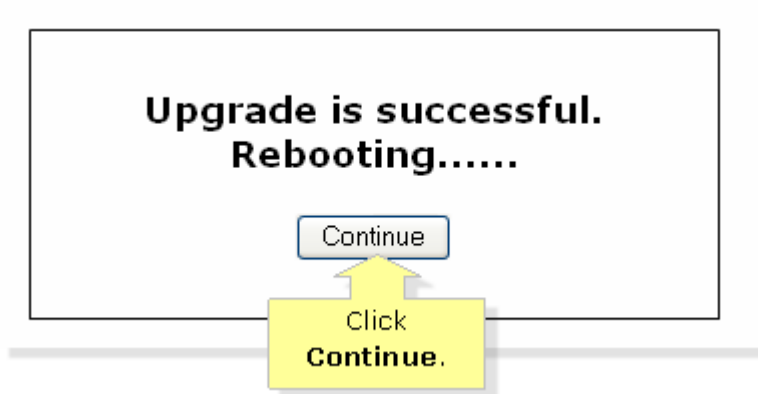 Upgrade is successful.
Rebooting......
Continue
Click
Continue.